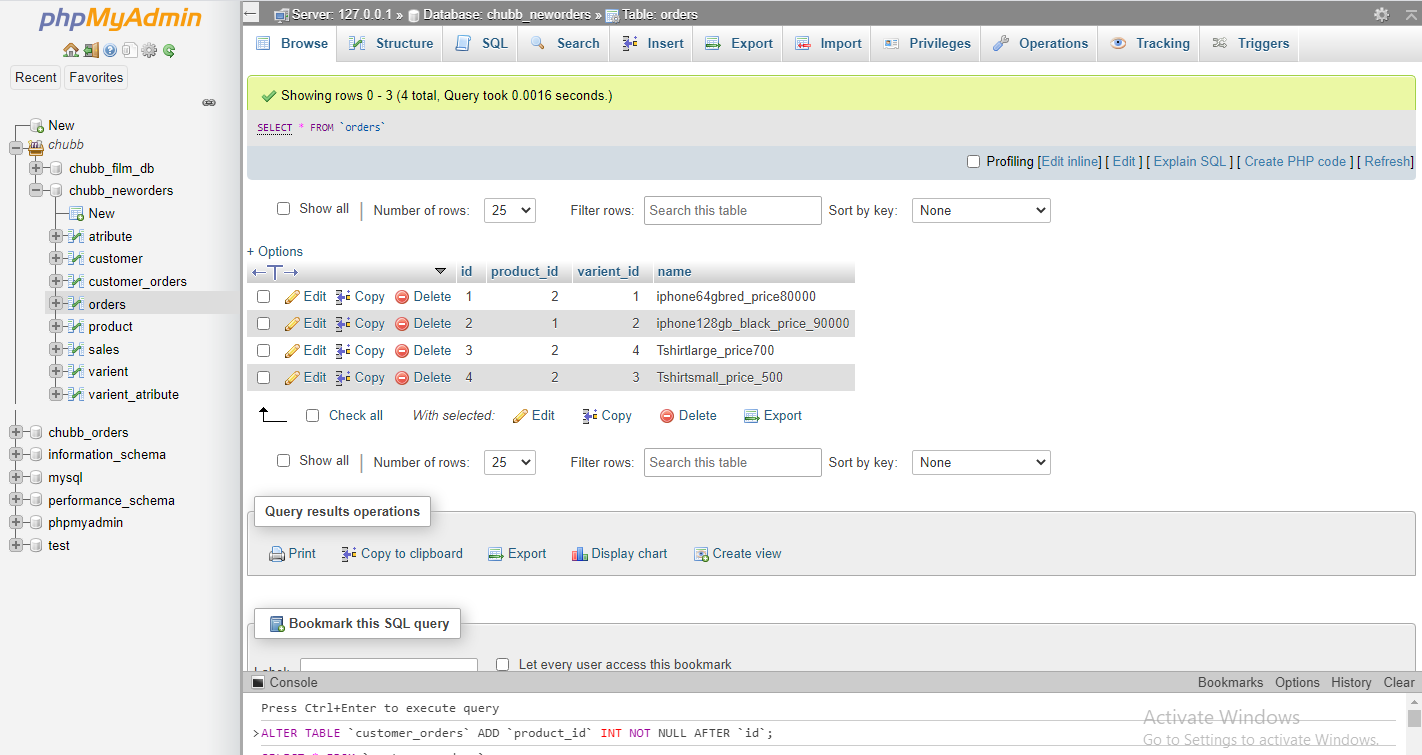 phpMyAdmin
Recent Favorites
New
chubb
chubb_film_db
chubb_neworders
New
atribute
customer
customer_orders
orders
product
sales
varient
varient_atribute
chubb_orders
information_schema
mysql
performance_schema
phpmyadmin
test
Server: 127.0.0.1 » Database: chubb_neworders » Table: orders
Browse Structure SQL Search Insert Export Import Privileges Operations Tracking Triggers
Showing rows 0 - 3 (4 total, Query took 0.0016 seconds.)
SELECT * FROM `orders`
Profiling [Edit inline] [ Edit ] [ Explain SQL ] [ Create PHP code ] [ Refresh]
Show all | Number of rows: 25 Filter rows: Search this table Sort by key: None
+ Options
←T→ id product_id varient_id name
Edit Copy Delete 1 2 1 iphone64gbred_price80000
Edit Copy Delete 2 1 2 iphone128gb_black_price_90000
Edit Copy Delete 3 2 4 Tshirtlarge_price700
Edit Copy Delete 4 2 3 Tshirtsmall_price_500
Check all With selected: Edit Copy Delete Export
Show all | Number of rows: 25 Filter rows: Search this table Sort by key: None
Query results operations
Print Copy to clipboard Export Display chart Create view
Bookmark this SQL query
Let every user access this bookmark
Console Bookmarks Options History Clear
Press Ctrl+Enter to execute query
>ALTER TABLE `customer_orders` ADD `product_id` INT NOT NULL AFTER `id`;
Activate Windows
Go to Settings to activate Windows.